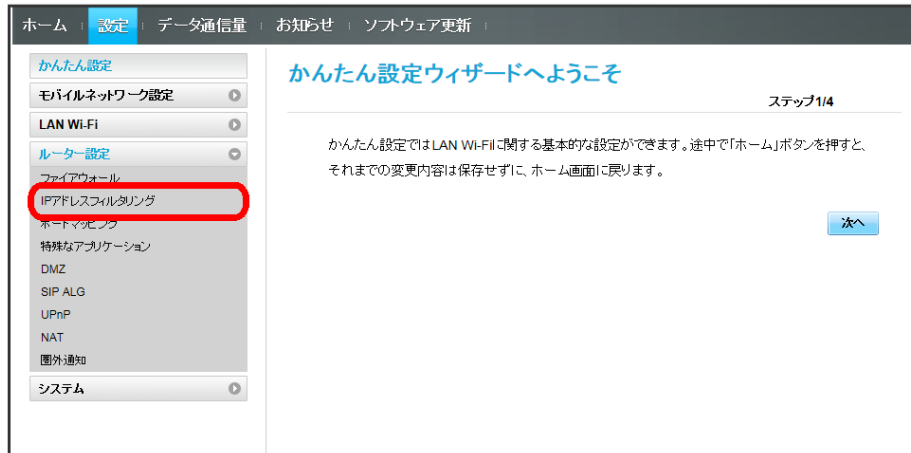 ホーム 設定 データ通信量 お知らせ ソフトウェア更新
かんたん設定
モバイルネットワーク設定
LAN Wi-Fi
ルーター設定
ファイアウォール
IPアドレスフィルタリング
ポートマッピング
特殊なアプリケーション
DMZ
SIP ALG
UPnP
NAT
圏外通知
システム
かんたん設定ウィザードへようこそ
ステップ1/4
かんたん設定ではLAN Wi-Fiに関する基本的な設定ができます。途中で「ホーム」ボタンを押すと、
それまでの変更内容は保存せずに、ホーム画面に戻ります。
次へ